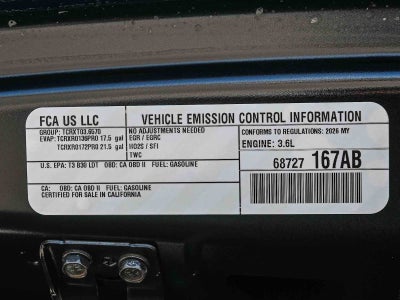 FCA US LLC
VEHICLE EMISSION CONTROL INFORMATION
GROUP: TCRXT03.6570
EVAP: TCRXR0136PR0 17.5 gal
TCRXR0172PR0 21.5 gal
NO ADJUSTMENTS NEEDED
EGR / EGRC
HO2S / SFI
TWC
CONFORMS TO REGULATIONS: 2026 MY
ENGINE: 3.6L
68727 167AB
U.S. EPA: T3 B30 LDT OBD: CA OBD II FUEL: GASOLINE
CA: OBD: CA OBD II FUEL: GASOLINE
CERTIFIED FOR SALE IN CALIFORNIA